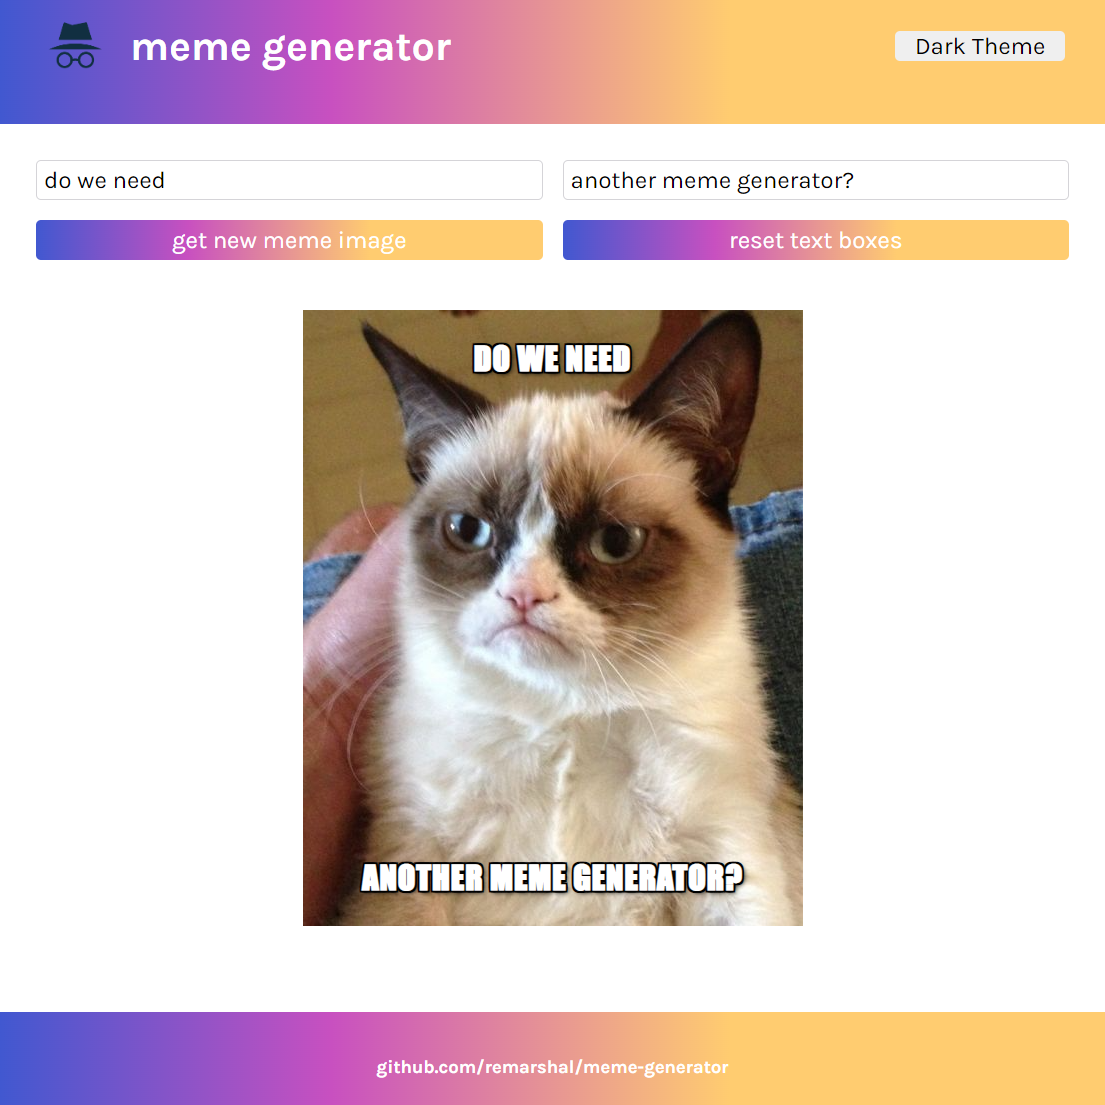 meme generator
Dark Theme
do we need
another meme generator?
get new meme image
reset text boxes
DO WE NEED
ANOTHER MEME GENERATOR?
github.com/remarshal/meme-generator